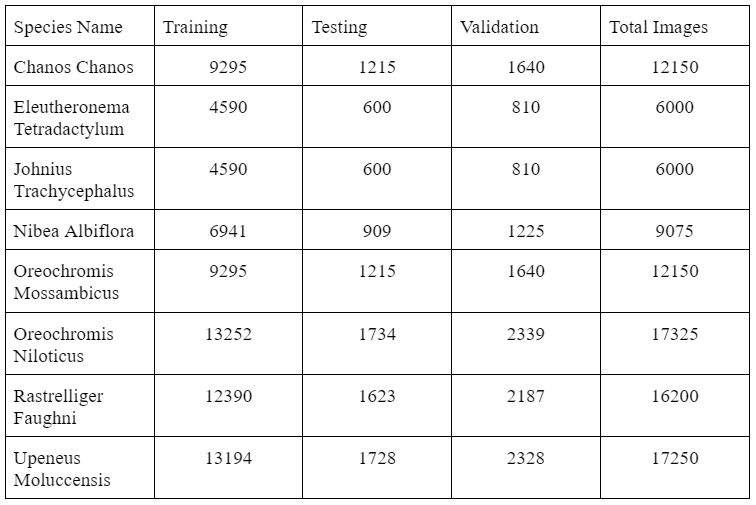 Species Name Training Testing Validation Total Images
Chanos Chanos 9295 1215 1640 12150
Eleutheronema 4590 600 810 6000
Tetradactylum
Johnius 4590 600 810 6000
Trachycephalus
Nibea Albiflora 6941 909 1225 9075
Oreochromis 9295 1215 1640 12150
Mossambicus
Oreochromis 13252 1734 2339 17325
Niloticus
Rastrelliger 12390 1623 2187 16200
Faughni
Upeneus 13194 1728 2328 17250
Moluccensis